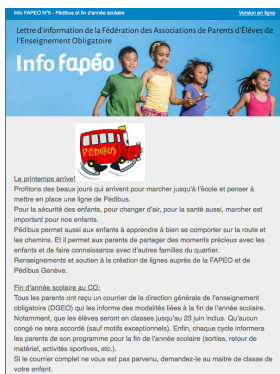 Info FAPEO N°5 - Pédibus et fin d'année scolaire
Version en ligne
Lettre d'information de la Fédération des Associations de Parents d'Élèves de
l'Enseignement Obligatoire
Info fapéo
PEDIBUS
Le printemps arrive!
Profitons des beaux jours qui arrivent pour marcher jusqu'à l'école et penser à
mettre en place une ligne de Pédibus.
Pour la sécurité des enfants, pour changer d'air, pour la santé aussi, marcher est
important pour nos enfants.
Pédibus permet aussi aux enfants à apprendre à bien se comporter sur la route et
les chemins. Et il permet aux parents de partager des moments précieux avec les
enfants et de faire connaissance avec d'autres familles du quartier.
Renseignements et soutien à la création de lignes auprès de la FAPEO et de
Pédibus Genève.
Fin d'année scolaire au CO:
Tous les parents ont reçu un courrier de la direction générale de l'enseignement
obligatoire (DGEO) qui les informe des modalités liées à la fin de l'année scolaire.
Notamment, que les élèves seront en classes jusqu'au 23 juin inclus. Qu'aucun
congé ne sera accordé (sauf motifs exceptionnels). Enfin, chaque cycle informera
les parents de son programme pour la fin de l'année scolaire (sorties, retour de
matériel, activités sportives, etc.).
Si le courrier complet ne vous est pas parvenu, demandez-le au maitre de classe de
votre enfant.